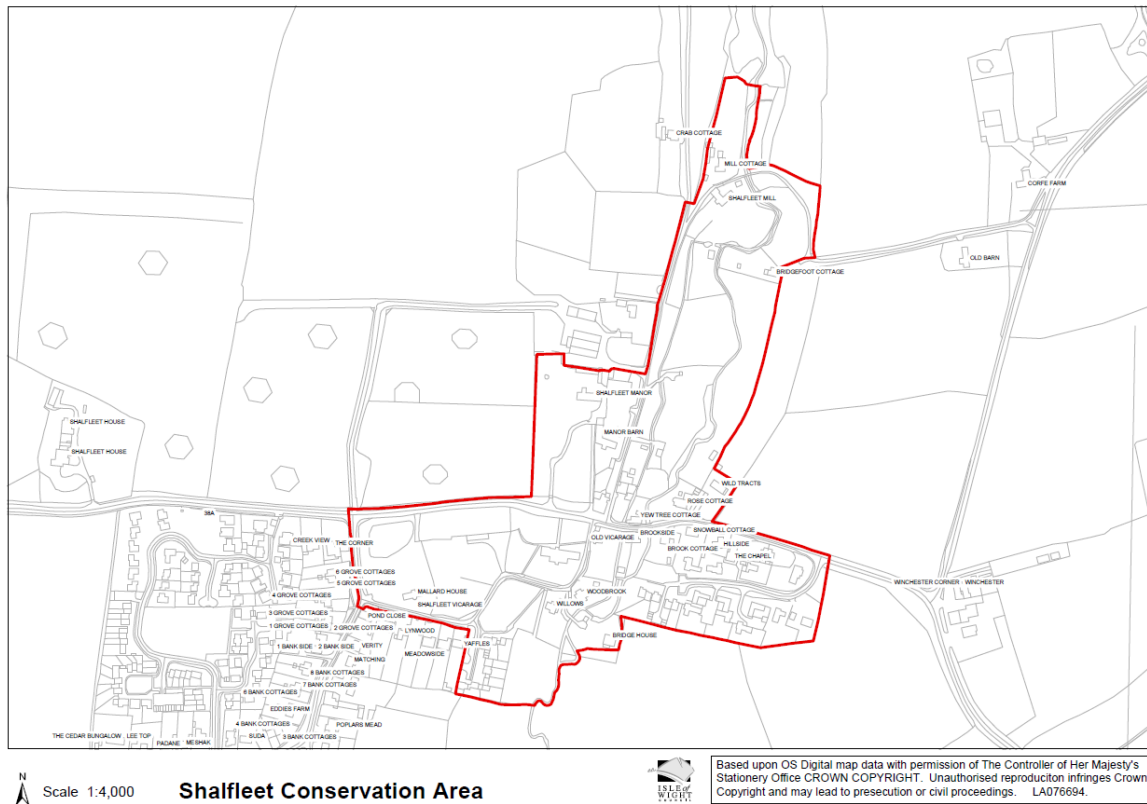 CRAB COTTAGE
MILL COTTAGE
CORFE FARM
SHALFLEET MILL
OLD BARN
BRIDGEFOOT COTTAGE
SHALFLEET MANOR
SHALFLEET HOUSE
MANOR BARN
SHALFLEET HOUSE
WILD TRACTS
ROSE COTTAGE
38A
YEW TREE COTTAGE
SNOWBALL COTTAGE
BROOKSIDE
OLD VICARAGE
CREEK VIEW
THE CORNER
HILLSIDE
BROOK COTTAGE
THE CHAPEL
6 GROVE COTTAGES
5 GROVE COTTAGES
WINCHESTER CORNER
WINCHESTER
MALLARD HOUSE
WOODBROOK
4 GROVE COTTAGES
SHALFLEET VICARAGE
WILLOWS
3 GROVE COTTAGES
POND CLOSE
1 GROVE COTTAGES
2 GROVE COTTAGES
LYNWOOD
BRIDGE HOUSE
1 BANK SIDE
2 BANK SIDE
VERITY
YAFFLES
MEADOWSIDE
MATCHING
8 BANK COTTAGES
7 BANK COTTAGES
6 BANK COTTAGES
EDDIES FARM
4 BANK COTTAGES
POPLARS MEAD
THE CEDAR BUNGALOW
LEE TOP
PADANE
MESHAK
SUDA
3 BANK COTTAGES
N
Scale 1:4,000
Shalfleet Conservation Area
ISLE of
WIGHT
COUNCIL
Based upon OS Digital map data with permission of The Controller of Her Majesty's
Stationery Office CROWN COPYRIGHT. Unauthorised reproduciton infringes Crown
Copyright and may lead to presecution or civil proceedings. LA076694.